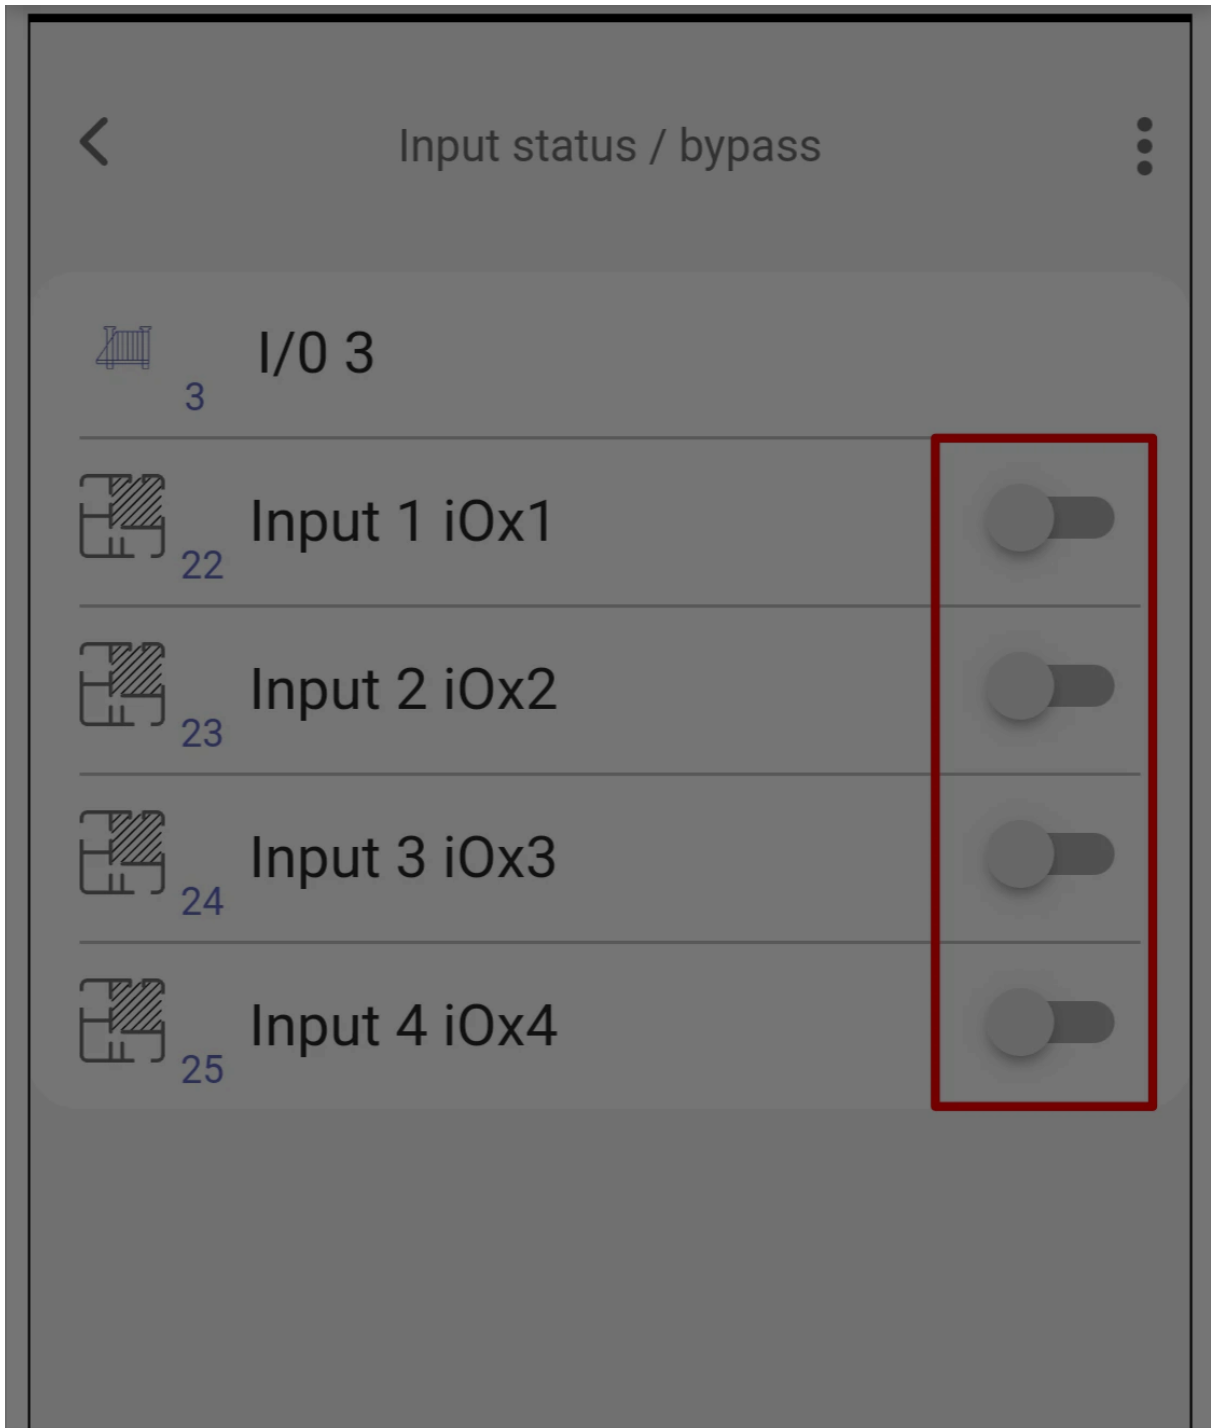 Input status / bypass
I/0 3
3
Input 1 iOx1
22
Input 2 iOx2
23
Input 3 iOx3
24
Input 4 iOx4
25